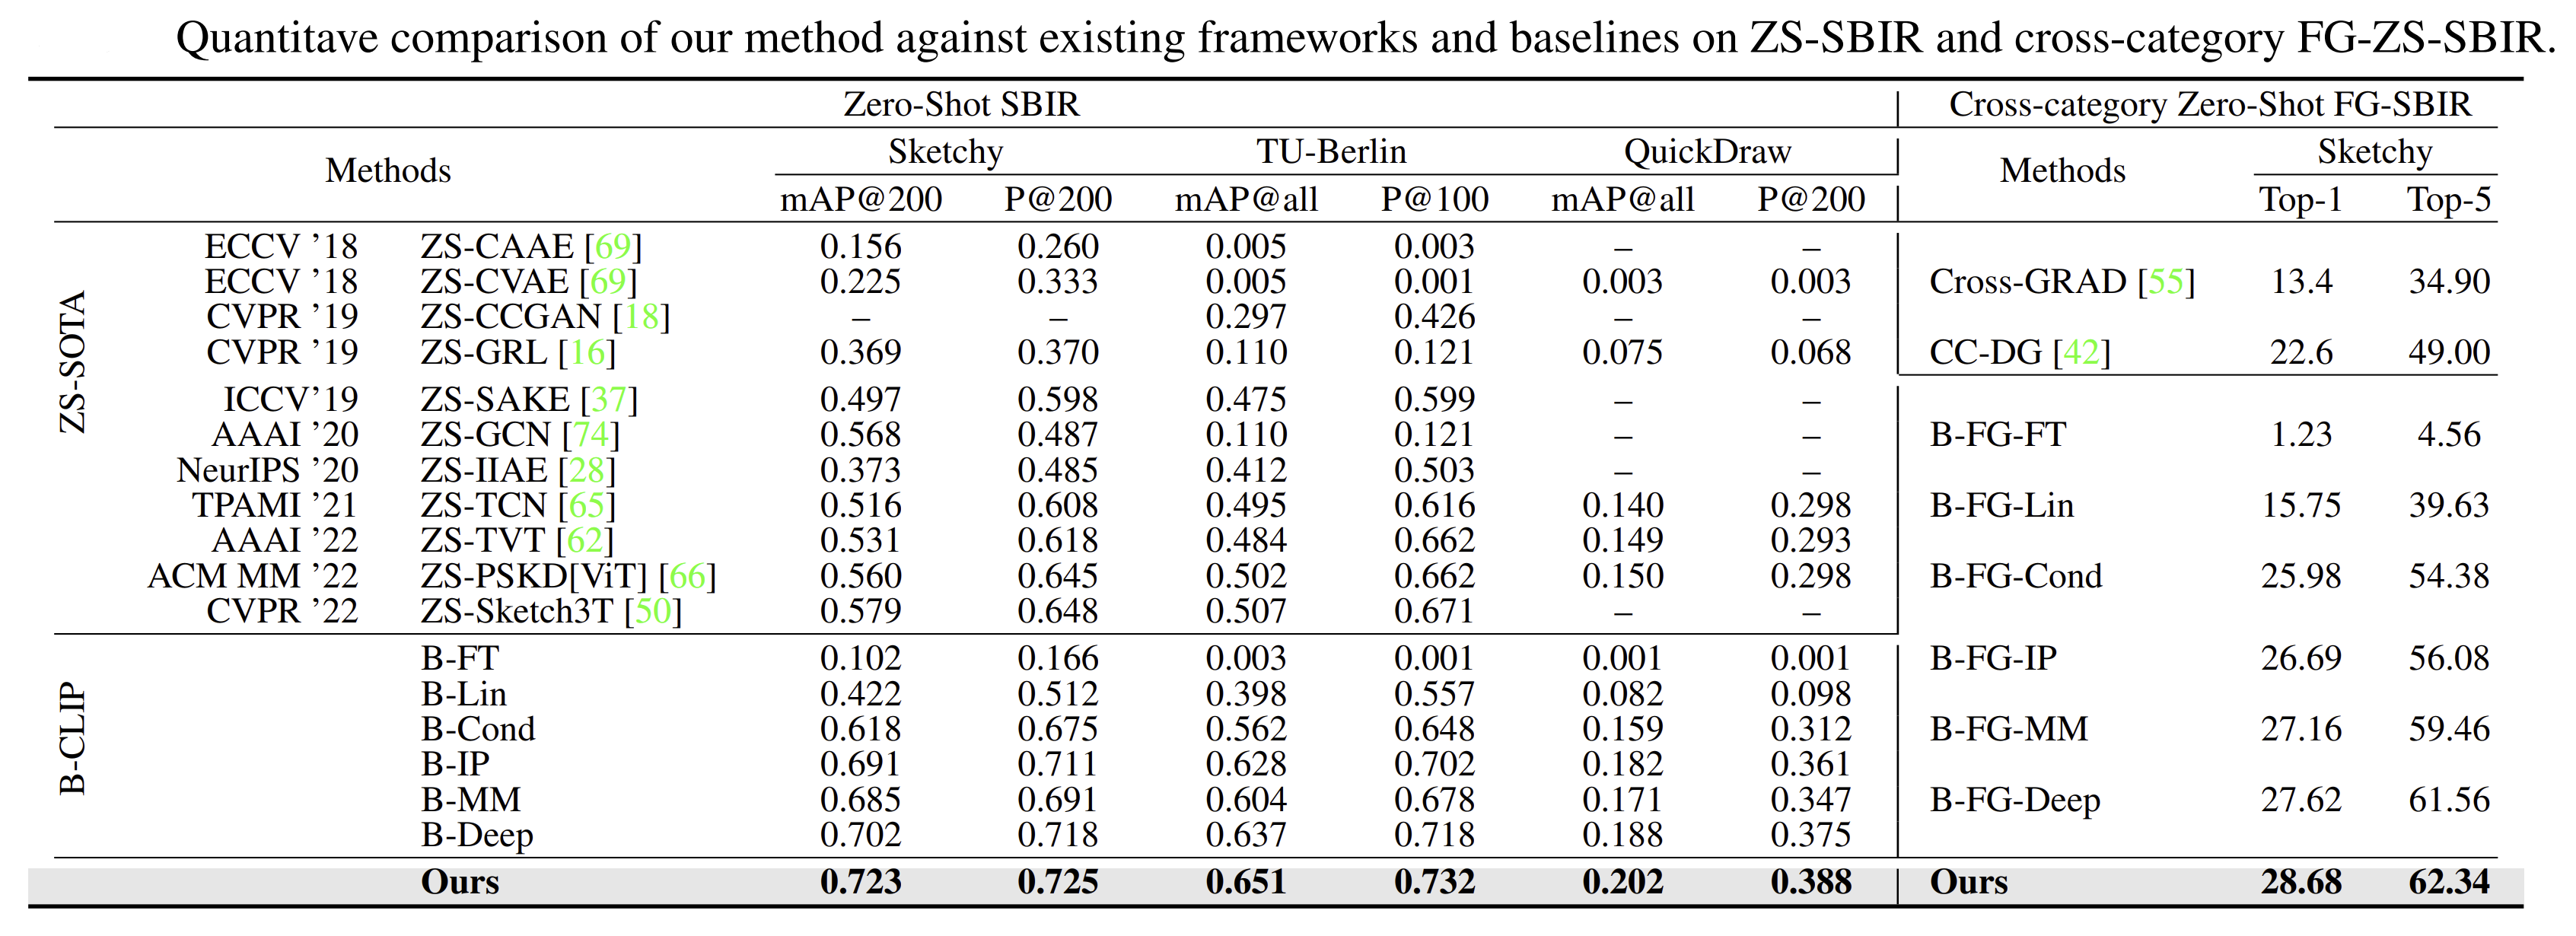 Quantitave comparison of our method against existing frameworks and baselines on ZS-SBIR and cross-category FG-ZS-SBIR.
Zero-Shot SBIR Cross-category Zero-Shot FG-SBIR
Methods Sketchy TU-Berlin QuickDraw Methods Sketchy
mAP@200 P@200 mAP@all P@100 mAP@all P@200 Top-1 Top-5
ZS-SOTA
ECCV ’18 ZS-CAAE [69] 0.156 0.260 0.005 0.003 – –
ECCV ’18 ZS-CVAE [69] 0.225 0.333 0.005 0.001 0.003 0.003 Cross-GRAD [55] 13.4 34.90
CVPR ’19 ZS-CCGAN [18] – – 0.297 0.426 – –
CVPR ’19 ZS-GRL [16] 0.369 0.370 0.110 0.121 0.075 0.068 CC-DG [42] 22.6 49.00
ICCV’19 ZS-SAKE [37] 0.497 0.598 0.475 0.599 – –
AAAI ’20 ZS-GCN [74] 0.568 0.487 0.110 0.121 – – B-FG-FT 1.23 4.56
NeurIPS ’20 ZS-IIAE [28] 0.373 0.485 0.412 0.503 – –
TPAMI ’21 ZS-TCN [65] 0.516 0.608 0.495 0.616 0.140 0.298 B-FG-Lin 15.75 39.63
AAAI ’22 ZS-TVT [62] 0.531 0.618 0.484 0.662 0.149 0.293
ACM MM ’22 ZS-PSKD[ViT] [66] 0.560 0.645 0.502 0.662 0.150 0.298 B-FG-Cond 25.98 54.38
CVPR ’22 ZS-Sketch3T [50] 0.579 0.648 0.507 0.671 – –
B-CLIP
B-FT 0.102 0.166 0.003 0.001 0.001 0.001 B-FG-IP 26.69 56.08
B-Lin 0.422 0.512 0.398 0.557 0.082 0.098
B-Cond 0.618 0.675 0.562 0.648 0.159 0.312 B-FG-MM 27.16 59.46
B-IP 0.691 0.711 0.628 0.702 0.182 0.361
B-MM 0.685 0.691 0.604 0.678 0.171 0.347 B-FG-Deep 27.62 61.56
B-Deep 0.702 0.718 0.637 0.718 0.188 0.375
Ours 0.723 0.725 0.651 0.732 0.202 0.388 Ours 28.68 62.34